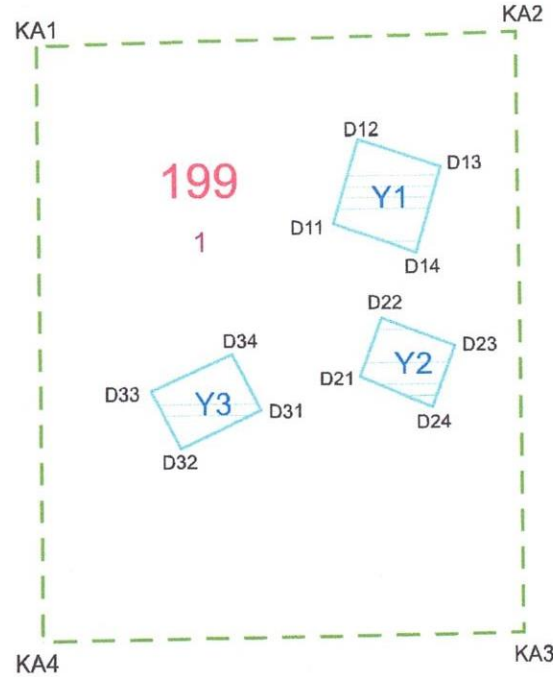 KA1
KA2
D12
D13
199
Y1
D11
1
D14
D22
D23
D34
Y2
D33
D21
Y3
D31
D24
D32
KA4
KA3